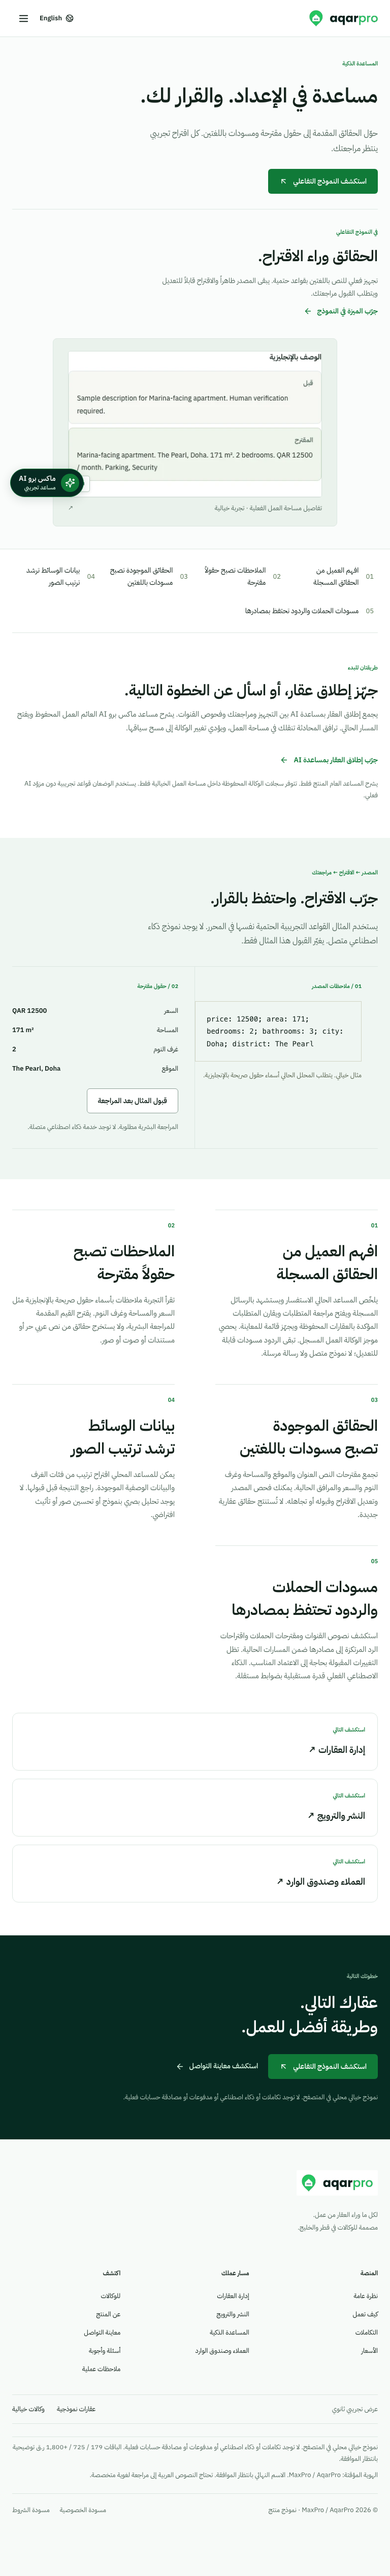 aqarpro
English
المساعدة الذكية
مساعدة في الإعداد. والقرار لك.
حوّل الحقائق المقدمة إلى حقول مقترحة ومسودات باللغتين. كل اقتراح تجريبي
ينتظر مراجعتك.
استكشف النموذج التفاعلي
في النموذج التفاعلي
الحقائق وراء الاقتراح.
تجهيز فعلي للنص باللغتين بقواعد حتمية. يبقى المصدر ظاهراً والاقتراح قابلاً للتعديل
ويتطلب القبول مراجعتك.
جرّب الميزة في النموذج ←
الوصف بالإنجليزية
قبل
Sample description for Marina-facing apartment. Human verification
required.
المقترح
Marina-facing apartment. The Pearl, Doha. 171 m². 2 bedrooms. QAR 12500
/ month. Parking, Security
ماكس برو AI
مساعد تجريبي
تفاصيل مساحة العمل الفعلية · تجربة خيالية ↗
01 افهم العميل من
الحقائق المسجلة
02 الملاحظات تصبح حقولاً
مقترحة
03 الحقائق الموجودة تصبح
مسودات باللغتين
04 بيانات الوسائط ترشد
ترتيب الصور
05 مسودات الحملات والردود تحتفظ بمصادرها
طريقتان للبدء
جهّز إطلاق عقار، أو اسأل عن الخطوة التالية.
يجمع إطلاق العقار بمساعدة AI بين التجهيز ومراجعتك وفحوص القنوات. يشرح مساعد ماكس برو AI العائم العمل المحفوظ ويفتح
المسار الحالي. ترافق المحادثة تنقلك في مساحة العمل، ويؤدي تغيير الوكالة إلى مسح سياقها.
جرّب إطلاق العقار بمساعدة AI ←
يشرح المساعد العام المنتج فقط. تتوفر سجلات الوكالة المحفوظة داخل مساحة العمل الخيالية فقط. يستخدم الوضعان قواعد تجريبية دون مزوّد AI
فعلي.
المصدر ← الاقتراح ← مراجعتك
جرّب الاقتراح. واحتفظ بالقرار.
يستخدم المثال القواعد التجريبية الحتمية نفسها في المحرر. لا يوجد نموذج ذكاء
اصطناعي متصل. يغيّر القبول هذا المثال فقط.
01 / ملاحظات المصدر
price: 12500; area: 171;
bedrooms: 2; bathrooms: 3; city:
Doha; district: The Pearl
مثال خيالي. يتطلب المحلل الحالي أسماء حقول صريحة بالإنجليزية.
02 / حقول مقترحة
السعر QAR 12500
المساحة 171 m²
غرف النوم 2
الموقع The Pearl, Doha
قبول المثال بعد المراجعة
المراجعة البشرية مطلوبة. لا توجد خدمة ذكاء اصطناعي متصلة.
01
افهم العميل من
الحقائق المسجلة
يلخّص المساعد الحالي الاستفسار ويستشهد بالرسائل
المسجلة ويفتح مراجعة المتطلبات ويقارن المتطلبات
المؤكدة بالعقارات المحفوظة ويجهّز قائمة للمعاينة. يحصي
موجز الوكالة العمل المسجل. تبقى الردود مسودات قابلة
للتعديل؛ لا نموذج متصل ولا رسالة مرسلة.
02
الملاحظات تصبح
حقولاً مقترحة
تقرأ التجربة ملاحظات بأسماء حقول صريحة بالإنجليزية مثل
السعر والمساحة وغرف النوم. يقترح القيم المقدمة
للمراجعة البشرية، ولا يستخرج حقائق من نص عربي حر أو
مستندات أو صوت أو صور.
03
الحقائق الموجودة
تصبح مسودات باللغتين
تجمع مقترحات النص العنوان والموقع والمساحة وغرف
النوم والسعر والمرافق الحالية. يمكنك فحص المصدر
وتعديل الاقتراح وقبوله أو تجاهله. لا تُستنتج حقائق عقارية
جديدة.
04
بيانات الوسائط
ترشد ترتيب الصور
يمكن للمساعد المحلي اقتراح ترتيب من فئات الغرف
والبيانات الوصفية الموجودة. راجع النتيجة قبل قبولها. لا
يوجد تحليل بصري بنموذج أو تحسين صور أو تأثيث
افتراضي.
05
مسودات الحملات
والردود تحتفظ بمصادرها
استكشف نصوص القنوات ومقترحات الحملات واقتراحات
الرد المرتكزة إلى مصادرها ضمن المسارات الحالية. تظل
التغييرات المقبولة بحاجة إلى الاعتماد المناسب. الذكاء
الاصطناعي الفعلي قدرة مستقبلية بضوابط مستقلة.
استكشف التالي
إدارة العقارات ↗
استكشف التالي
النشر والترويج ↗
استكشف التالي
العملاء وصندوق الوارد ↗
خطوتك التالية
عقارك التالي.
وطريقة أفضل للعمل.
استكشف النموذج التفاعلي
استكشف معاينة التواصل ←
نموذج خيالي محلي في المتصفح. لا توجد تكاملات أو ذكاء اصطناعي أو مدفوعات أو مصادقة حسابات فعلية.
aqarpro
لكل ما وراء العقار من عمل.
مصممة للوكالات في قطر والخليج.
المنصة
نظرة عامة
كيف تعمل
التكاملات
الأسعار
مسار عملك
إدارة العقارات
النشر والترويج
المساعدة الذكية
العملاء وصندوق الوارد
اكتشف
للوكالات
عن المنتج
معاينة التواصل
أسئلة وأجوبة
ملاحظات عملية
عرض تجريبي ثانوي
عقارات نموذجية
وكالات خيالية
نموذج خيالي محلي في المتصفح. لا توجد تكاملات أو ذكاء اصطناعي أو مدفوعات أو مصادقة حسابات فعلية. الباقات 179 / 725 / +1,800 ر.ق توضيحية
بانتظار الموافقة.
الهوية المؤقتة: MaxPro / AqarPro. الاسم النهائي بانتظار الموافقة. تحتاج النصوص العربية إلى مراجعة لغوية متخصصة.
© 2026 MaxPro / AqarPro · نموذج منتج
مسودة الخصوصية
مسودة الشروط